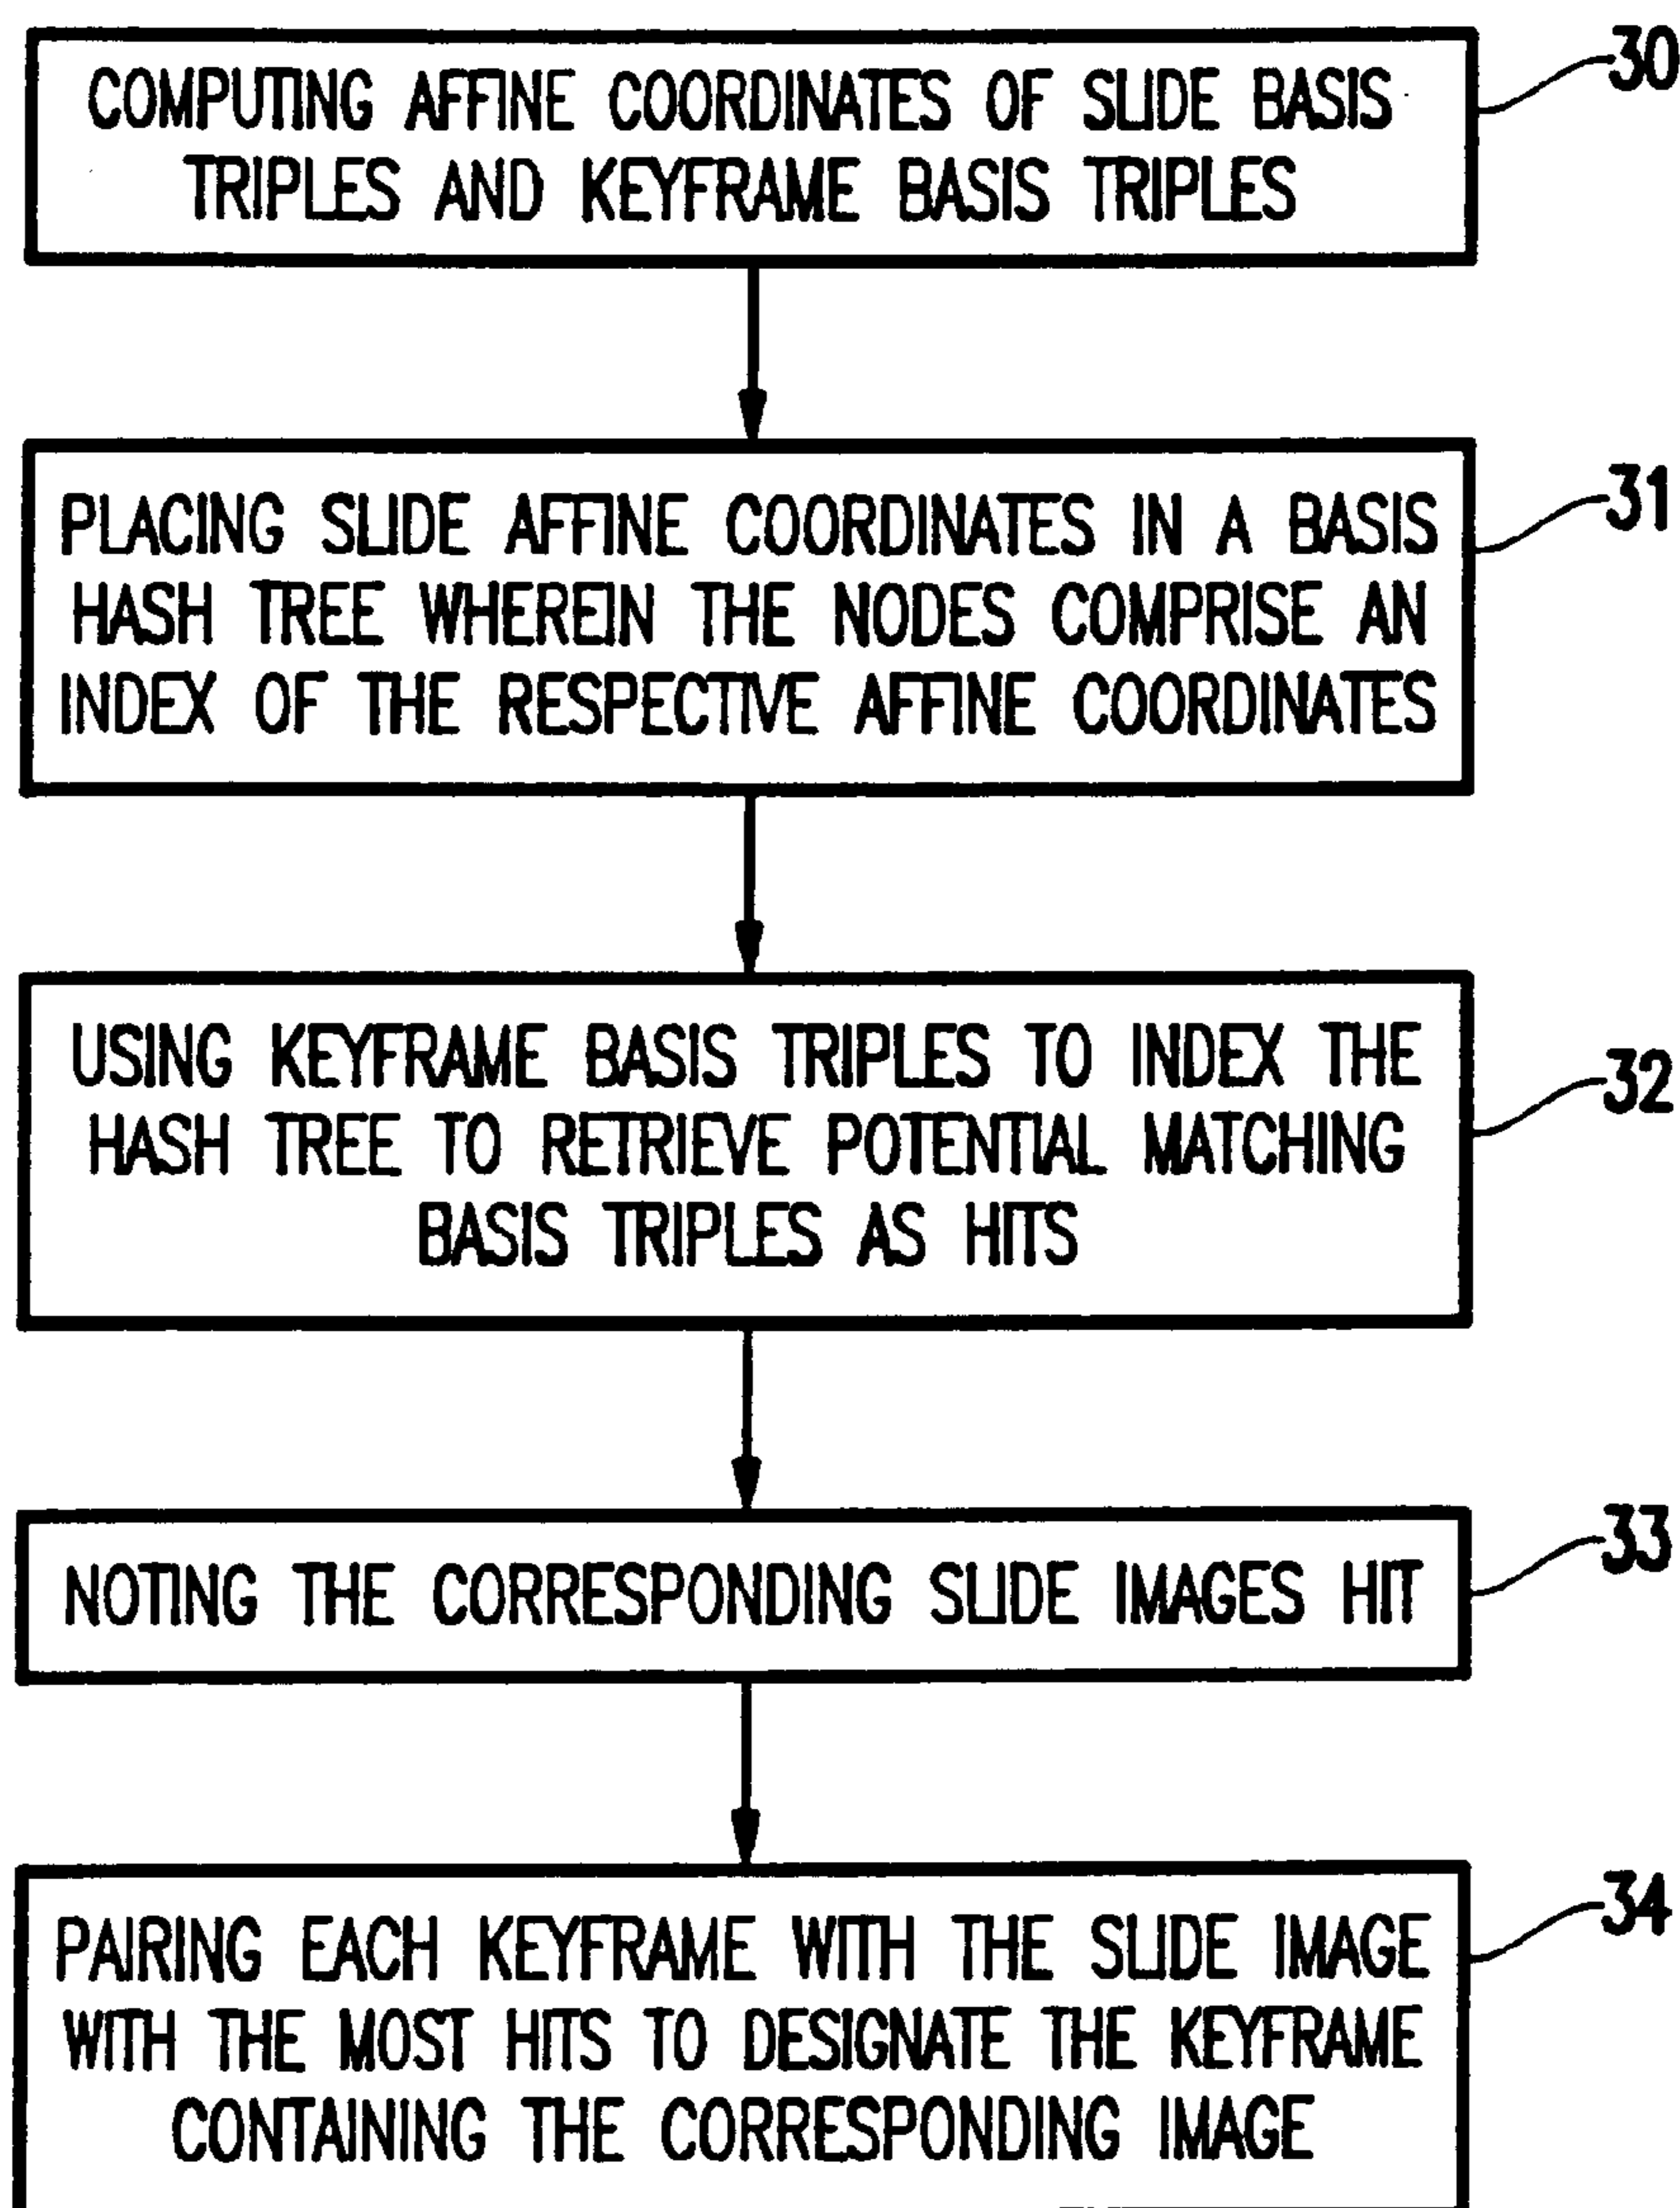 COMPUTING AFFINE COORDINATES OF SLIDE BASIS
TRIPLES AND KEYFRAME BASIS TRIPLES
30
PLACING SLIDE AFFINE COORDINATES IN A BASIS
HASH TREE WHEREIN THE NODES COMPRISE AN
INDEX OF THE RESPECTIVE AFFINE COORDINATES
31
USING KEYFRAME BASIS TRIPLES TO INDEX THE
HASH TREE TO RETRIEVE POTENTIAL MATCHING
BASIS TRIPLES AS HITS
32
NOTING THE CORRESPONDING SLIDE IMAGES HIT
33
PAIRING EACH KEYFRAME WITH THE SLIDE IMAGE
WITH THE MOST HITS TO DESIGNATE THE KEYFRAME
CONTAINING THE CORRESPONDING IMAGE
34